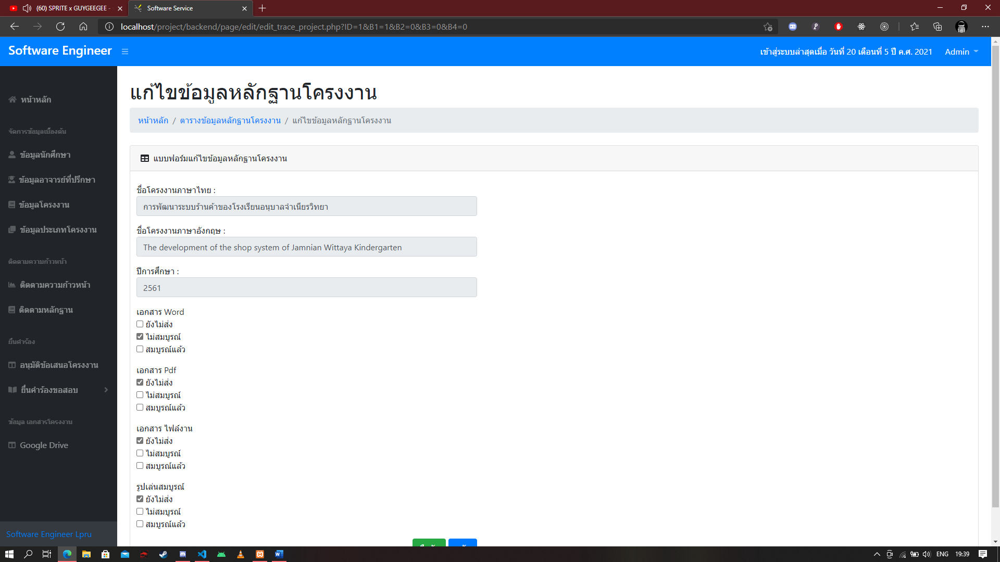 (60) SPRITE x GUYGEEGEE -
Software Service
localhost/project/backend/page/edit/edit_trace_project.php?ID=1&B1=1&B2=0&B3=0&B4=0
Software Engineer
เข้าสู่ระบบล่าสุดเมื่อ วันที่ 20 เดือนที่ 5 ปี ค.ศ. 2021
Admin
หน้าหลัก
จัดการข้อมูลเบื้องต้น
ข้อมูลนักศึกษา
ข้อมูลอาจารย์ที่ปรึกษา
ข้อมูลโครงงาน
ข้อมูลประเภทโครงงาน
ติดตามความก้าวหน้า
ติดตามความก้าวหน้า
ติดตามหลักฐาน
ยื่นคำร้อง
อนุมัติข้อเสนอโครงงาน
ยื่นคำร้องขอสอบ
ข้อมูล เอกสารโครงงาน
Google Drive
Software Engineer Lpru
แก้ไขข้อมูลหลักฐานโครงงาน
หน้าหลัก / ตารางข้อมูลหลักฐานโครงงาน / แก้ไขข้อมูลหลักฐานโครงงาน
แบบฟอร์มแก้ไขข้อมูลหลักฐานโครงงาน
ชื่อโครงงานภาษาไทย :
การพัฒนาระบบร้านค้าของโรงเรียนอนุบาลจำเนียรวิทยา
ชื่อโครงงานภาษาอังกฤษ :
The development of the shop system of Jamnian Wittaya Kindergarten
ปีการศึกษา :
2561
เอกสาร Word
ยังไม่ส่ง
ไม่สมบูรณ์
สมบูรณ์แล้ว
เอกสาร Pdf
ยังไม่ส่ง
ไม่สมบูรณ์
สมบูรณ์แล้ว
เอกสาร ไฟล์งาน
ยังไม่ส่ง
ไม่สมบูรณ์
สมบูรณ์แล้ว
รูปเล่นสมบูรณ์
ยังไม่ส่ง
ไม่สมบูรณ์
สมบูรณ์แล้ว
ENG
19:39